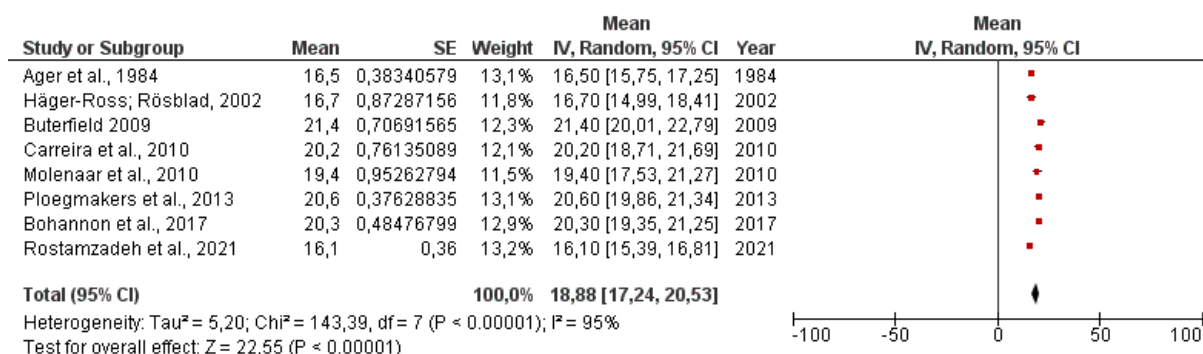 Mean Mean
Study or Subgroup Mean SE Weight IV, Random, 95% CI Year IV, Random, 95% CI
Ager et al., 1984 16,5 0,38340579 13,1% 16,50 [15,75, 17,25] 1984
Häger-Ross; Rösblad, 2002 16,7 0,87287156 11,8% 16,70 [14,99, 18,41] 2002
Buterfield 2009 21,4 0,70691565 12,3% 21,40 [20,01, 22,79] 2009
Carreira et al., 2010 20,2 0,76135089 12,1% 20,20 [18,71, 21,69] 2010
Molenaar et al., 2010 19,4 0,95262794 11,5% 19,40 [17,53, 21,27] 2010
Ploegmakers et al., 2013 20,6 0,37628835 13,1% 20,60 [19,86, 21,34] 2013
Bohannon et al., 2017 20,3 0,48476799 12,9% 20,30 [19,35, 21,25] 2017
Rostamzadeh et al., 2021 16,1 0,36 13,2% 16,10 [15,39, 16,81] 2021
Total (95% CI) 100,0% 18,88 [17,24, 20,53]
Heterogeneity: Tau² = 5,20; Chi² = 143,39, df = 7 (P < 0.00001); I² = 95%
Test for overall effect: Z = 22,55 (P < 0,00001)
-100 -50 0 50 100